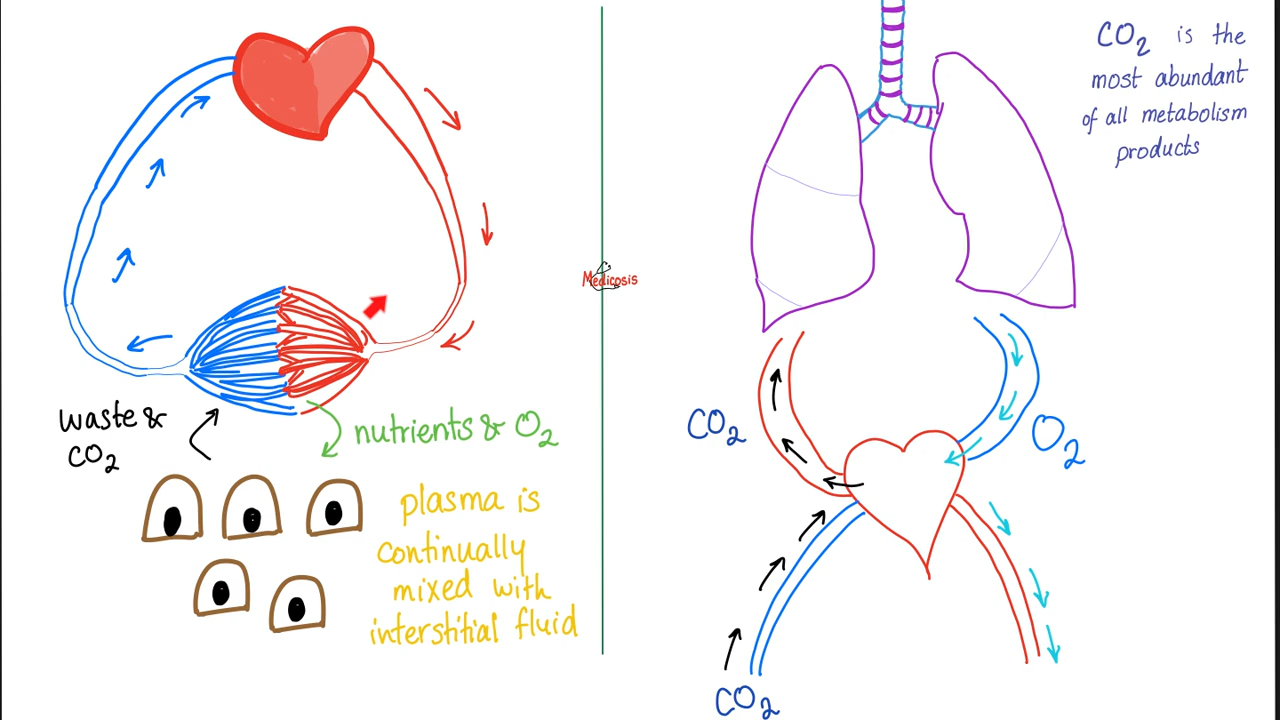 waste &
CO2
nutrients & O2
plasma is
continually
mixed with
interstitial fluid
Medicosis
CO2 is the
most abundant
of all metabolism
products
CO2
O2
CO2